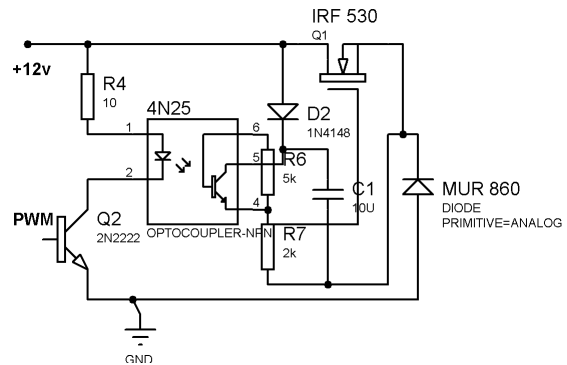 IRF 530
Q1
+12v
R4
10
4N25
D2
1N4148
1
6
5
R6
5k
2
4
C1
10U
MUR 860
DIODE
PRIMITIVE=ANALOG
PWM
Q2
2N2222
OPTOCOUPLER-NPN
R7
2k
GND